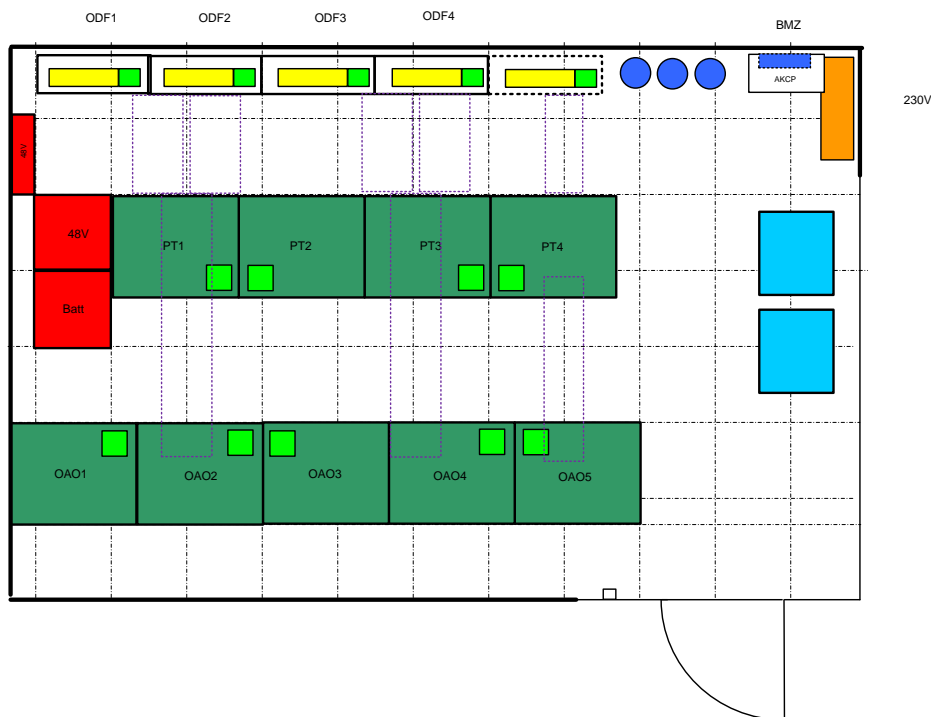 ODF1
ODF2
ODF3
ODF4
BMZ
AKCP
230V
48V
48V
PT1
PT2
PT3
PT4
Batt
OAO1
OAO2
OAO3
OAO4
OAO5